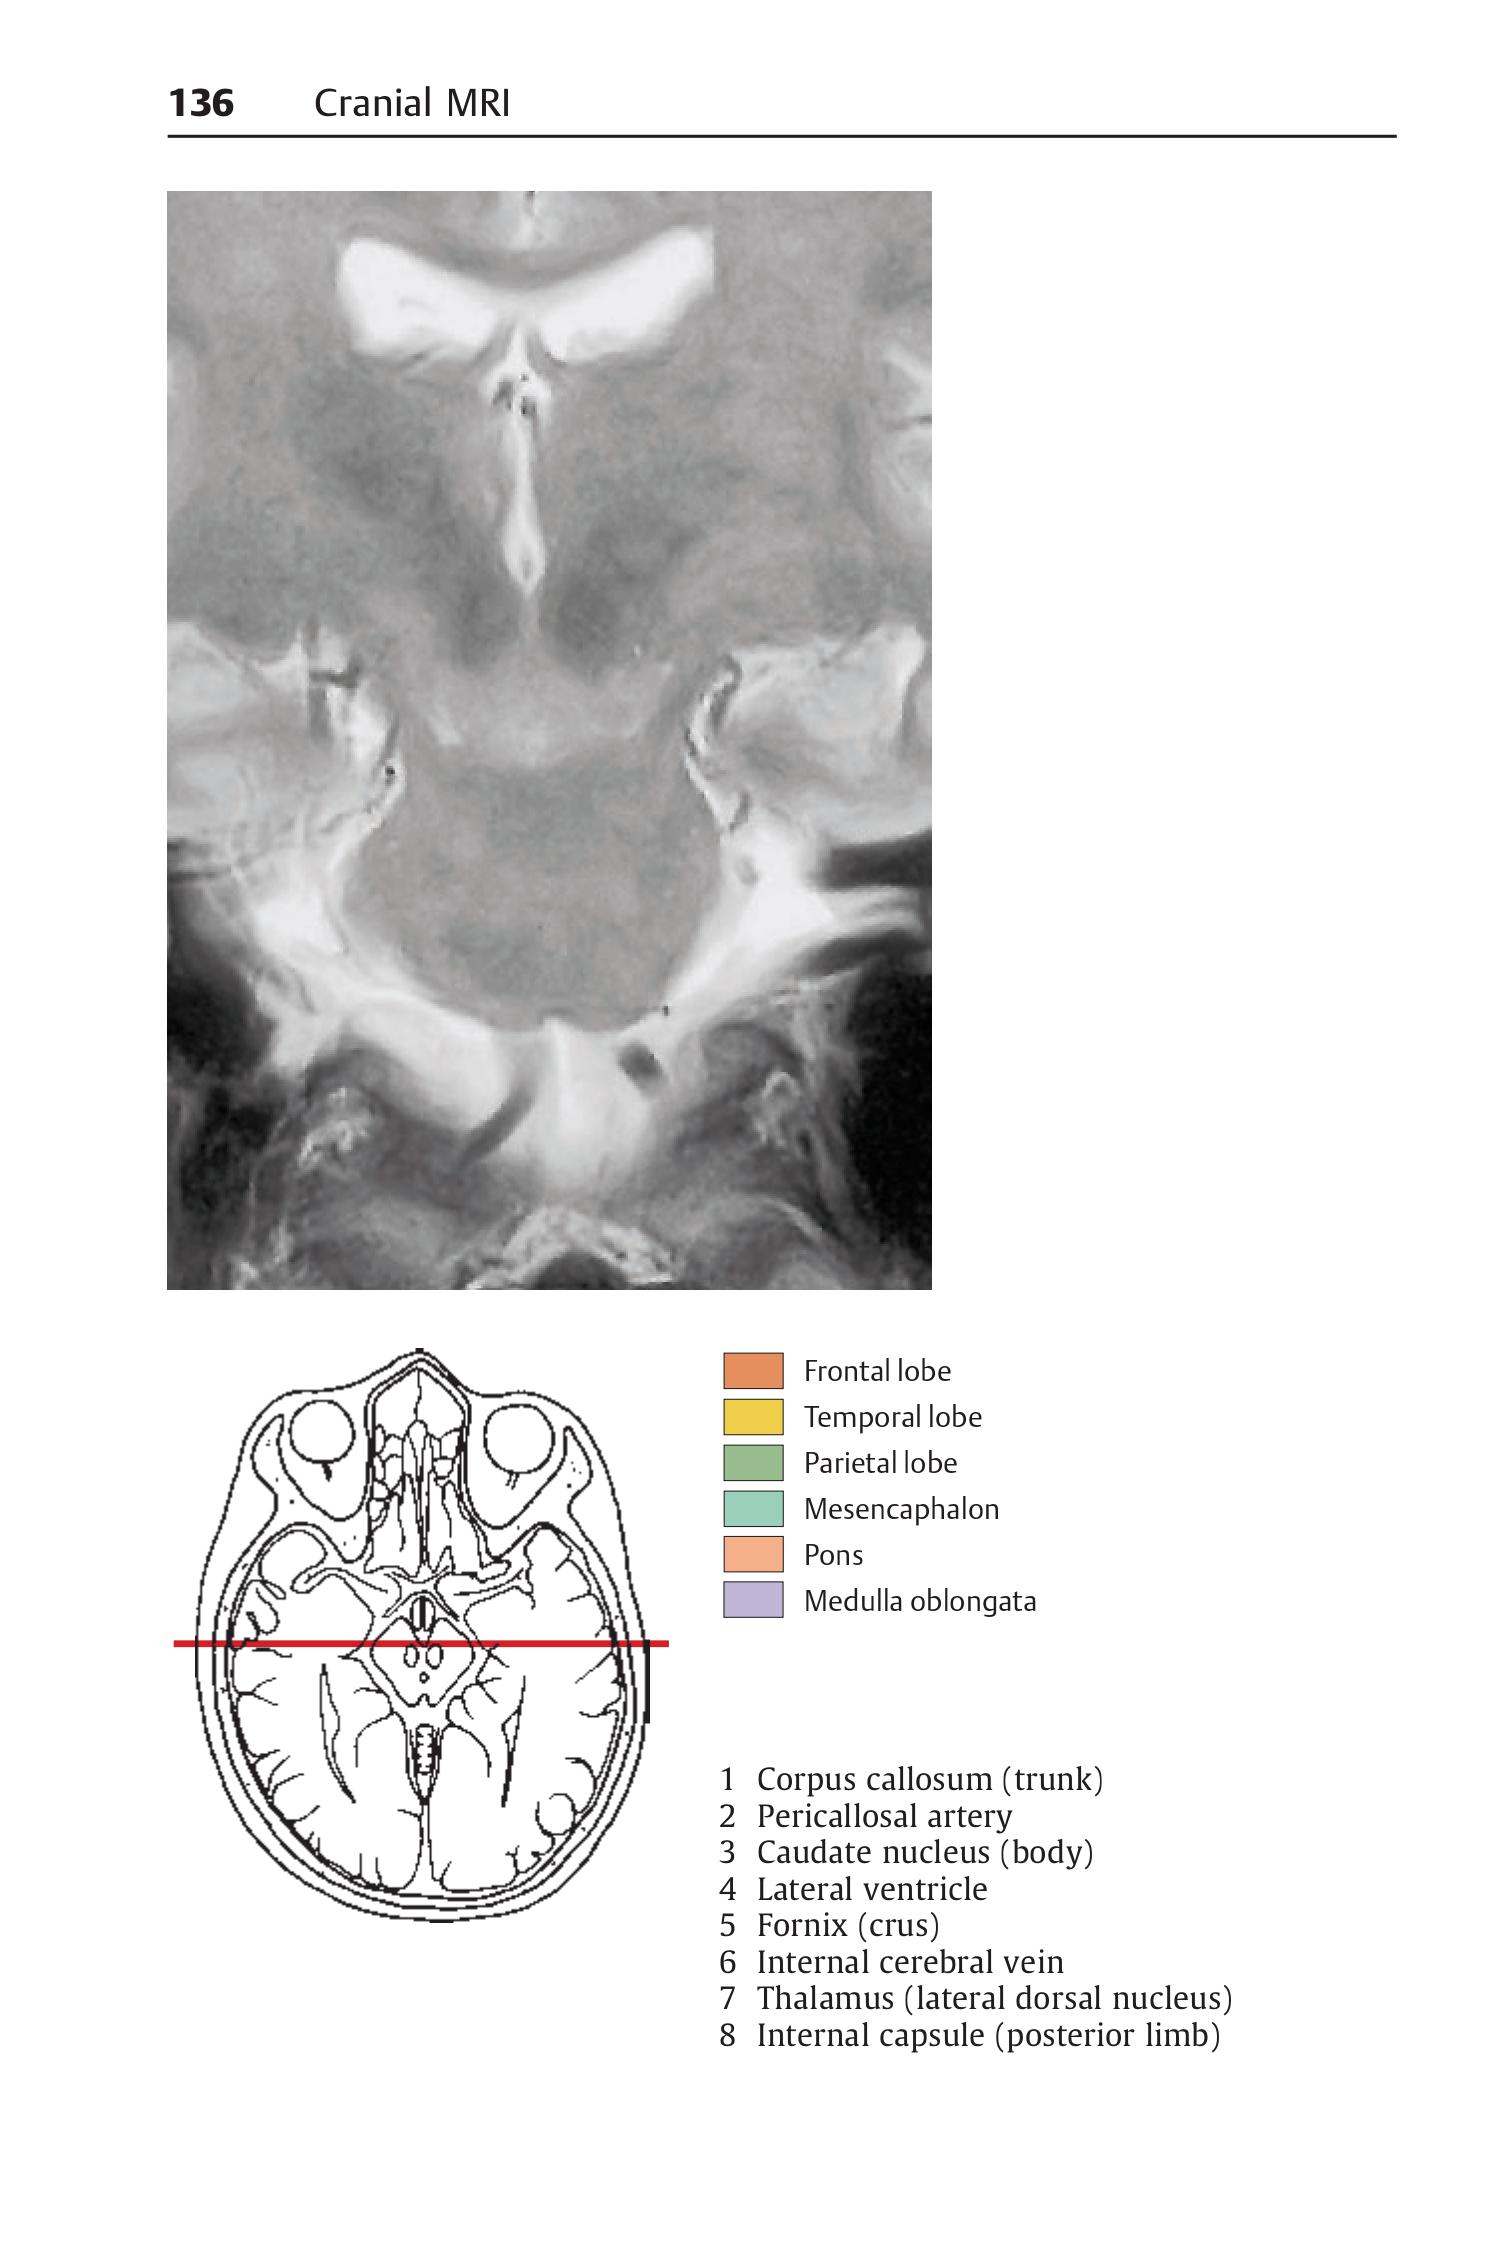 136 Cranial MRI
Frontal lobe
Temporal lobe
Parietal lobe
Mesencaphalon
Pons
Medulla oblongata
1 Corpus callosum (trunk)
2 Pericallosal artery
3 Caudate nucleus (body)
4 Lateral ventricle
5 Fornix (crus)
6 Internal cerebral vein
7 Thalamus (lateral dorsal nucleus)
8 Internal capsule (posterior limb)